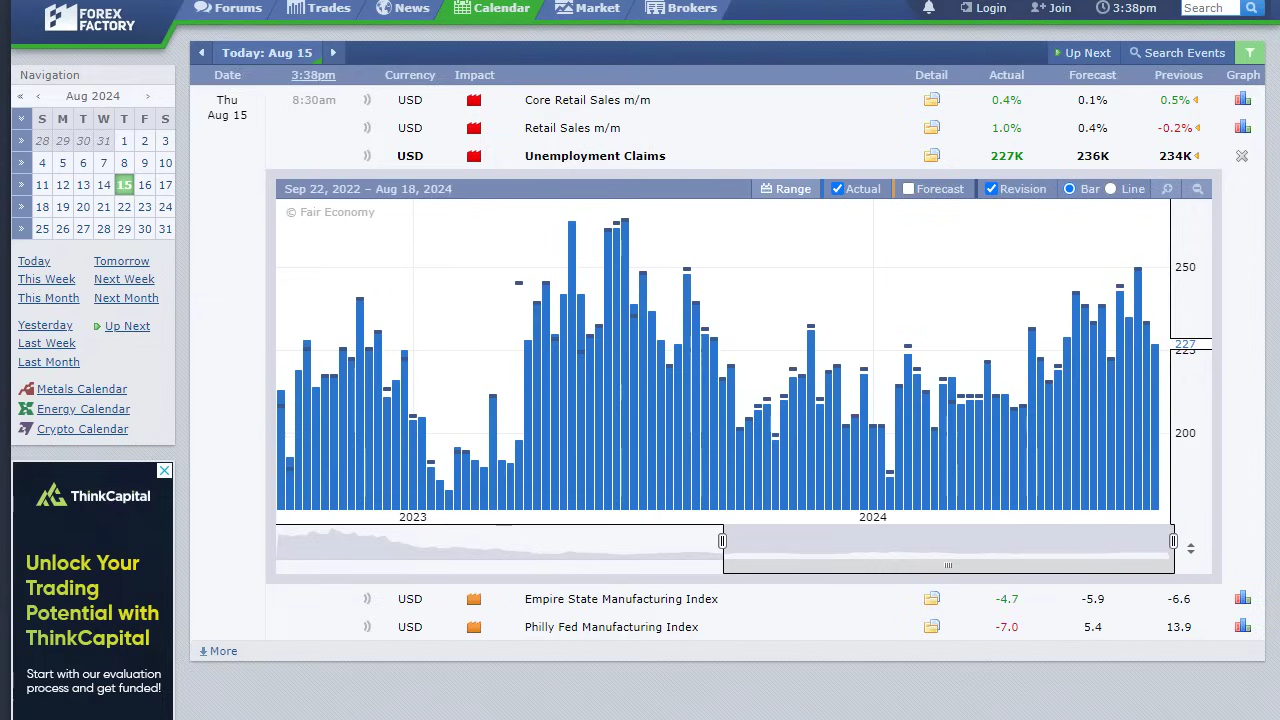 FOREX
FACTORY
Forums Trades News Calendar Market Brokers Login Join 3:38pm Search
Navigation
« ‹ Aug 2024 ›
S M T W T F S
28 29 30 31 1 2 3
4 5 6 7 8 9 10
11 12 13 14 15 16 17
18 19 20 21 22 23 24
25 26 27 28 29 30 31
Today Tomorrow
This Week Next Week
This Month Next Month
Yesterday Up Next
Last Week
Last Month
Metals Calendar
Energy Calendar
Crypto Calendar
ThinkCapital
Unlock Your
Trading
Potential with
ThinkCapital
Start with our evaluation
process and get funded!
Today: Aug 15 Up Next Search Events
Date 3:38pm Currency Impact Detail Actual Forecast Previous Graph
Thu
Aug 15
8:30am USD Core Retail Sales m/m 0.4% 0.1% 0.5%
USD Retail Sales m/m 1.0% 0.4% -0.2%
USD Unemployment Claims 227K 236K 234K
Sep 22, 2022 – Aug 18, 2024 Range Actual Forecast Revision Bar Line
© Fair Economy
250
227
225
200
2023 2024
USD Empire State Manufacturing Index -4.7 -5.9 -6.6
USD Philly Fed Manufacturing Index -7.0 5.4 13.9
More